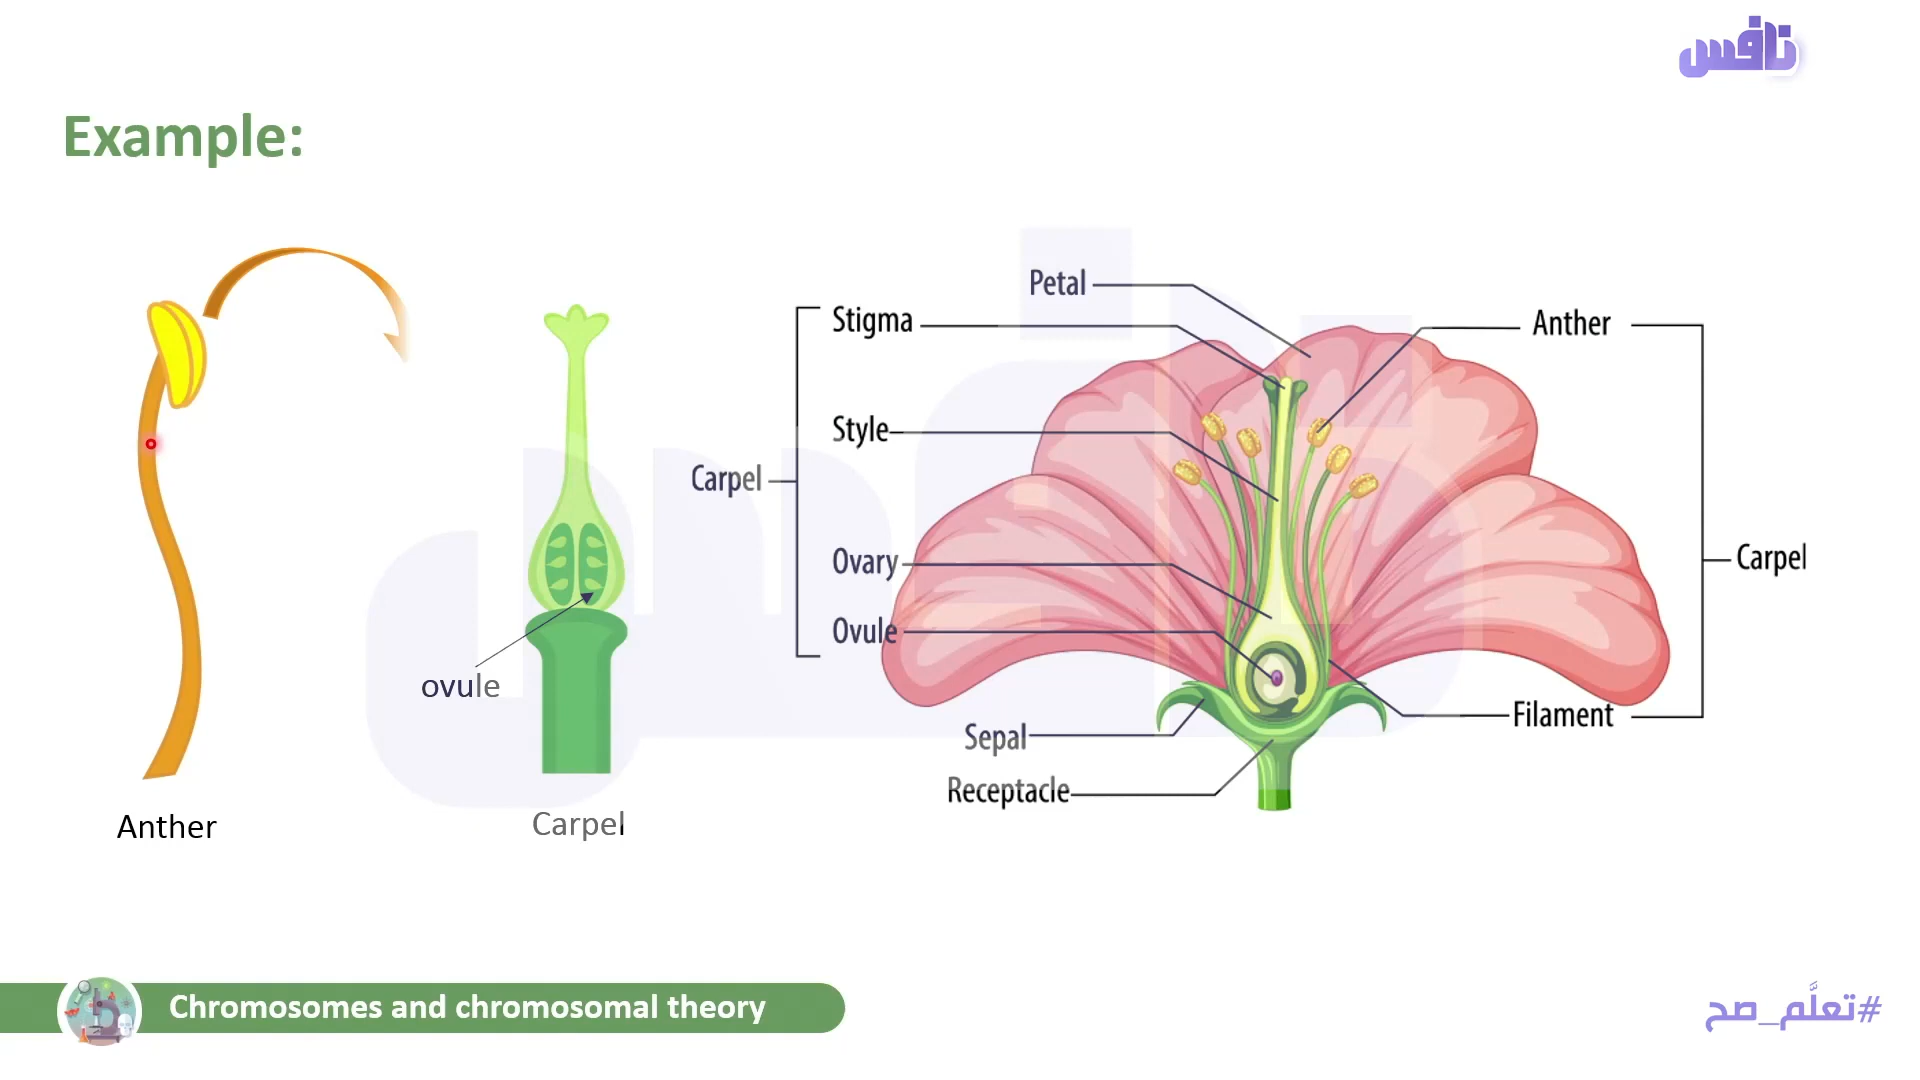 نافس
Example:
Petal
Stigma
Anther
Style
Carpel
Ovary
Carpel
Ovule
ovule
Filament
Sepal
Receptacle
Anther
Carpel
Chromosomes and chromosomal theory
#تعلَّم_صح